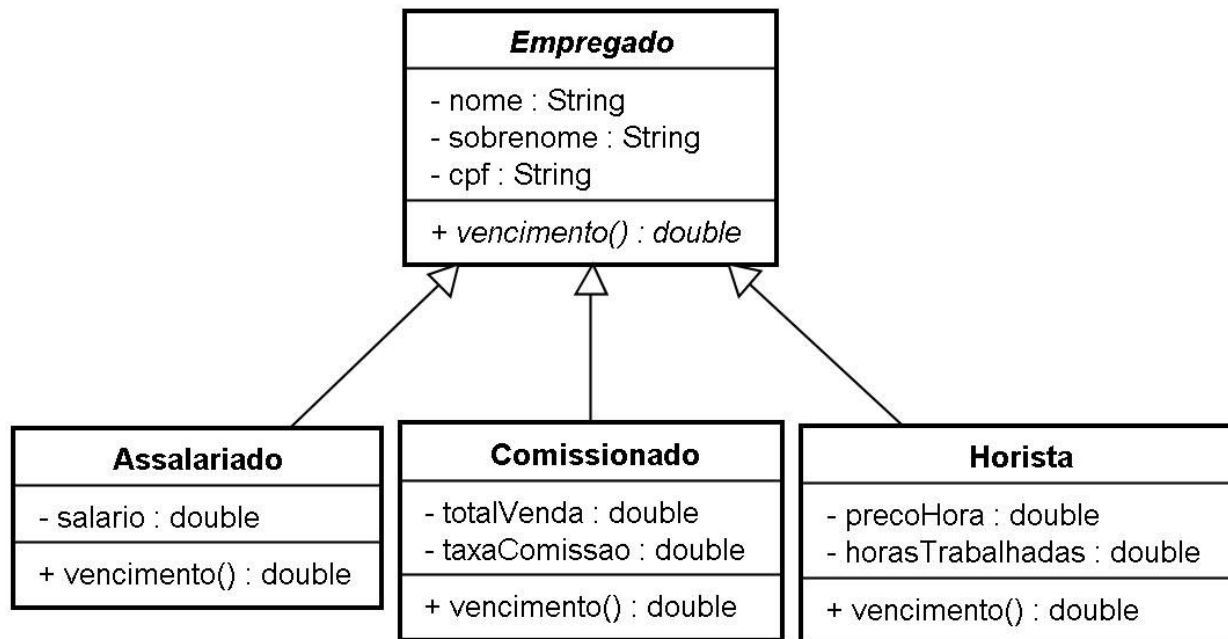 Empregado
- nome : String
- sobrenome : String
- cpf : String
+ vencimento() : double
Assalariado
- salario : double
+ vencimento() : double
Comissionado
- totalVenda : double
- taxaComissao : double
+ vencimento() : double
Horista
- precoHora : double
- horasTrabalhadas : double
+ vencimento() : double